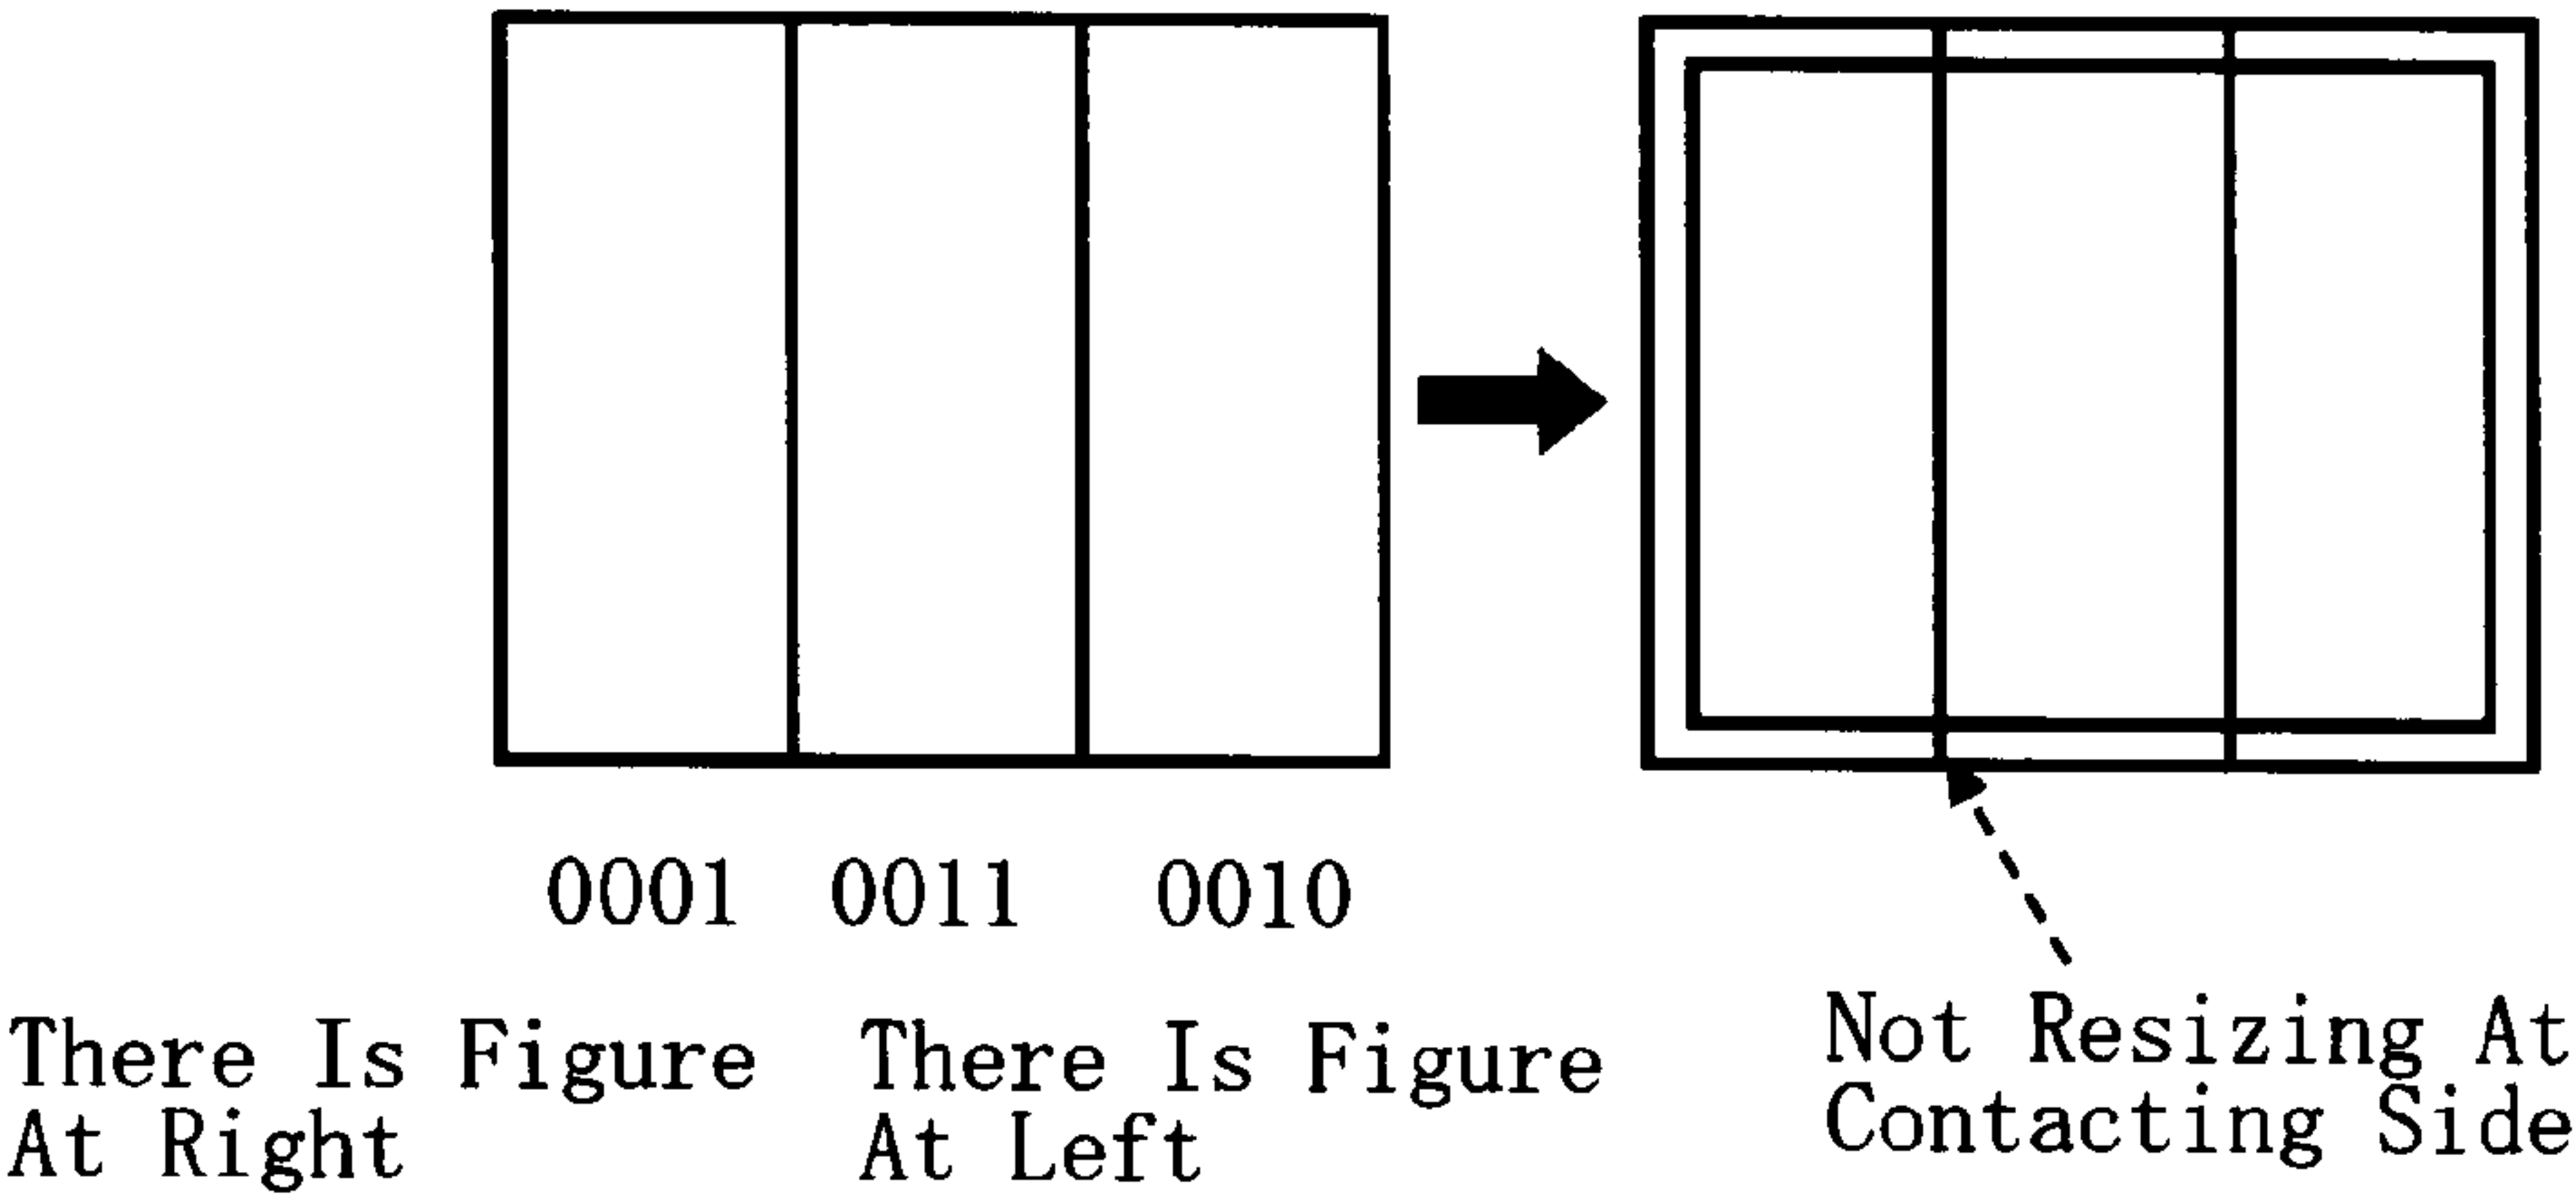 0001 0011 0010
There Is Figure
At Right
There Is Figure
At Left
Not Resizing At
Contacting Side